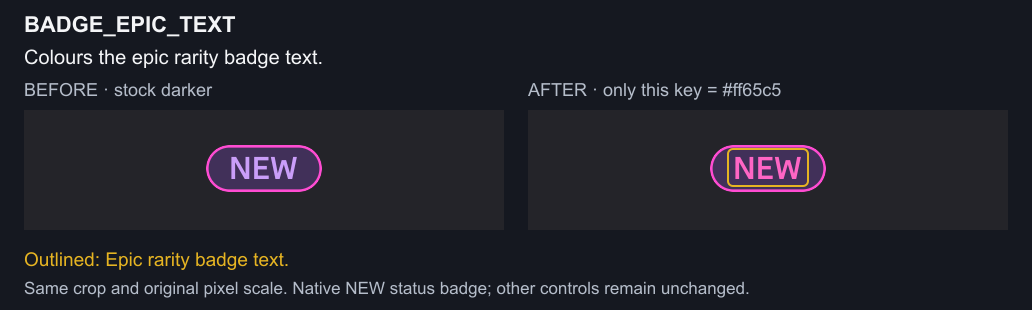 BADGE_EPIC_TEXT
Colours the epic rarity badge text.
BEFORE · stock darker
AFTER · only this key = #ff65c5
NEW
NEW
Outlined: Epic rarity badge text.
Same crop and original pixel scale. Native NEW status badge; other controls remain unchanged.